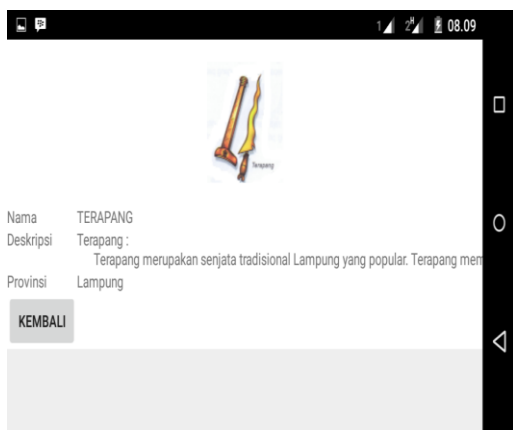 1 2H 08.09
Terapang
Nama TERAPANG
Deskripsi Terapang :
Terapang merupakan senjata tradisional Lampung yang popular. Terapang mem
Provinsi Lampung
KEMBALI